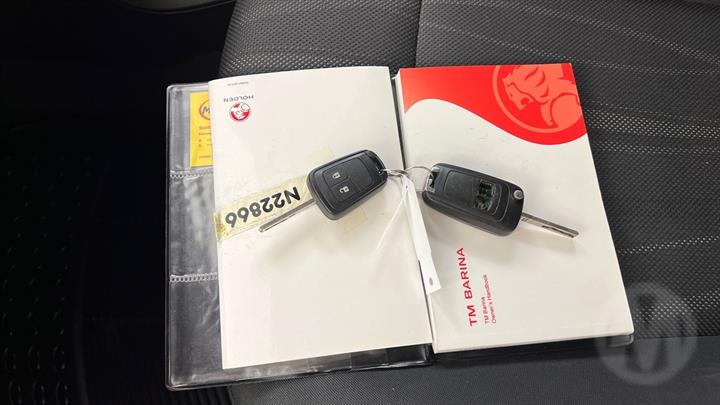 HOLDEN
N22866
TM BARINA
TM Barina
Owner's Handbook